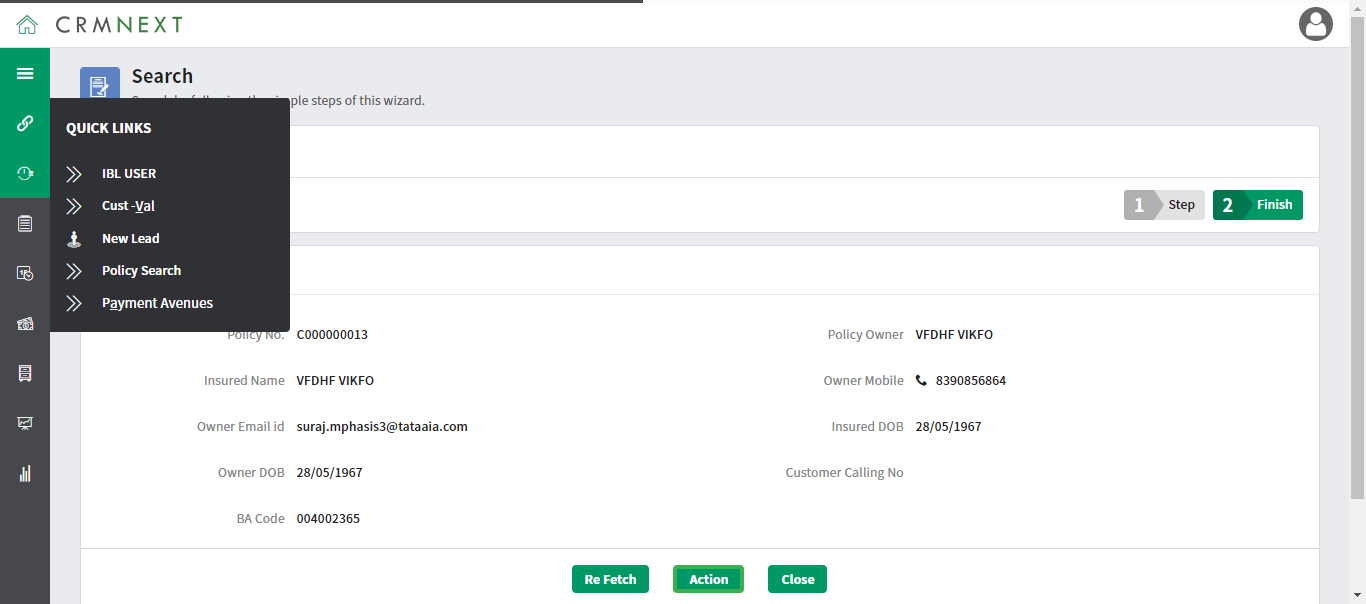 CRMNEXT
Search
ple steps of this wizard.
QUICK LINKS
IBL USER
Cust -Val
New Lead
Policy Search
Payment Avenues
1 Step 2 Finish
Policy No. C000000013 Policy Owner VFDHF VIKFO
Insured Name VFDHF VIKFO Owner Mobile 8390856864
Owner Email id suraj.mphasis3@tataaia.com Insured DOB 28/05/1967
Owner DOB 28/05/1967 Customer Calling No
BA Code 004002365
Re Fetch Action Close